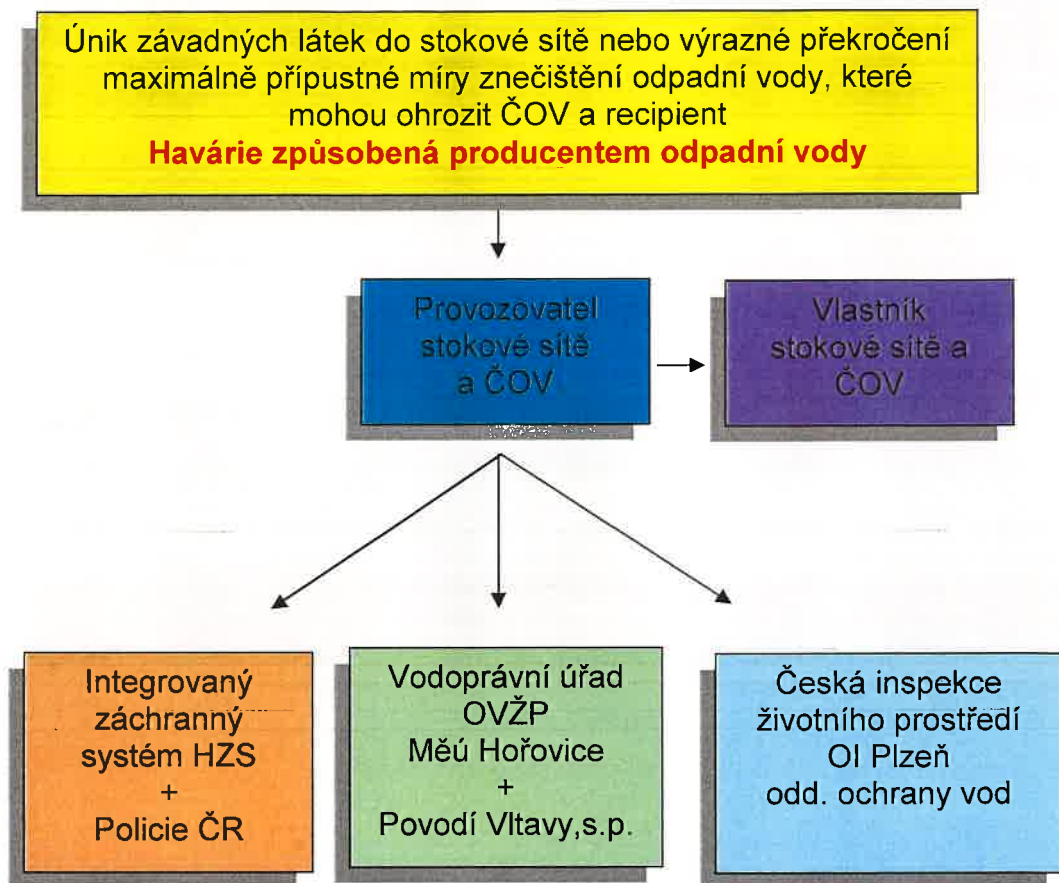 Únik závadných látek do stokové sítě nebo výrazné překročení
maximálně přípustné míry znečištění odpadní vody, které
mohou ohrozit ČOV a recipient
Havárie způsobená producentem odpadní vody
Provozovatel
stokové sítě
a ČOV
Vlastník
stokové sítě a
ČOV
Integrovaný
záchranný
systém HZS
+
Policie ČR
Vodoprávní úřad
OVŽP
Měú Hořovice
+
Povodí Vltavy,s.p.
Česká inspekce
životního prostředí
OI Plzeň
odd. ochrany vod